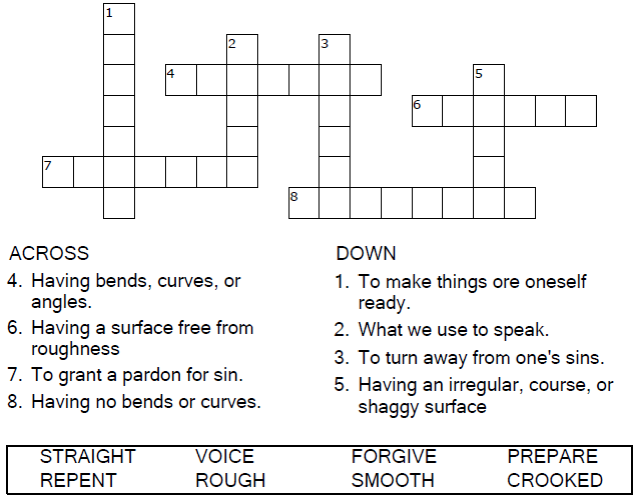 1
2 3
4 5
6
7
8
ACROSS
4. Having bends, curves, or
angles.
6. Having a surface free from
roughness
7. To grant a pardon for sin.
8. Having no bends or curves.
DOWN
1. To make things ore oneself
ready.
2. What we use to speak.
3. To turn away from one's sins.
5. Having an irregular, course, or
shaggy surface
STRAIGHT VOICE FORGIVE PREPARE
REPENT ROUGH SMOOTH CROOKED